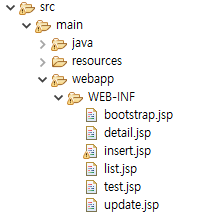 src
main
java
resources
webapp
WEB-INF
bootstrap.jsp
detail.jsp
insert.jsp
list.jsp
test.jsp
update.jsp